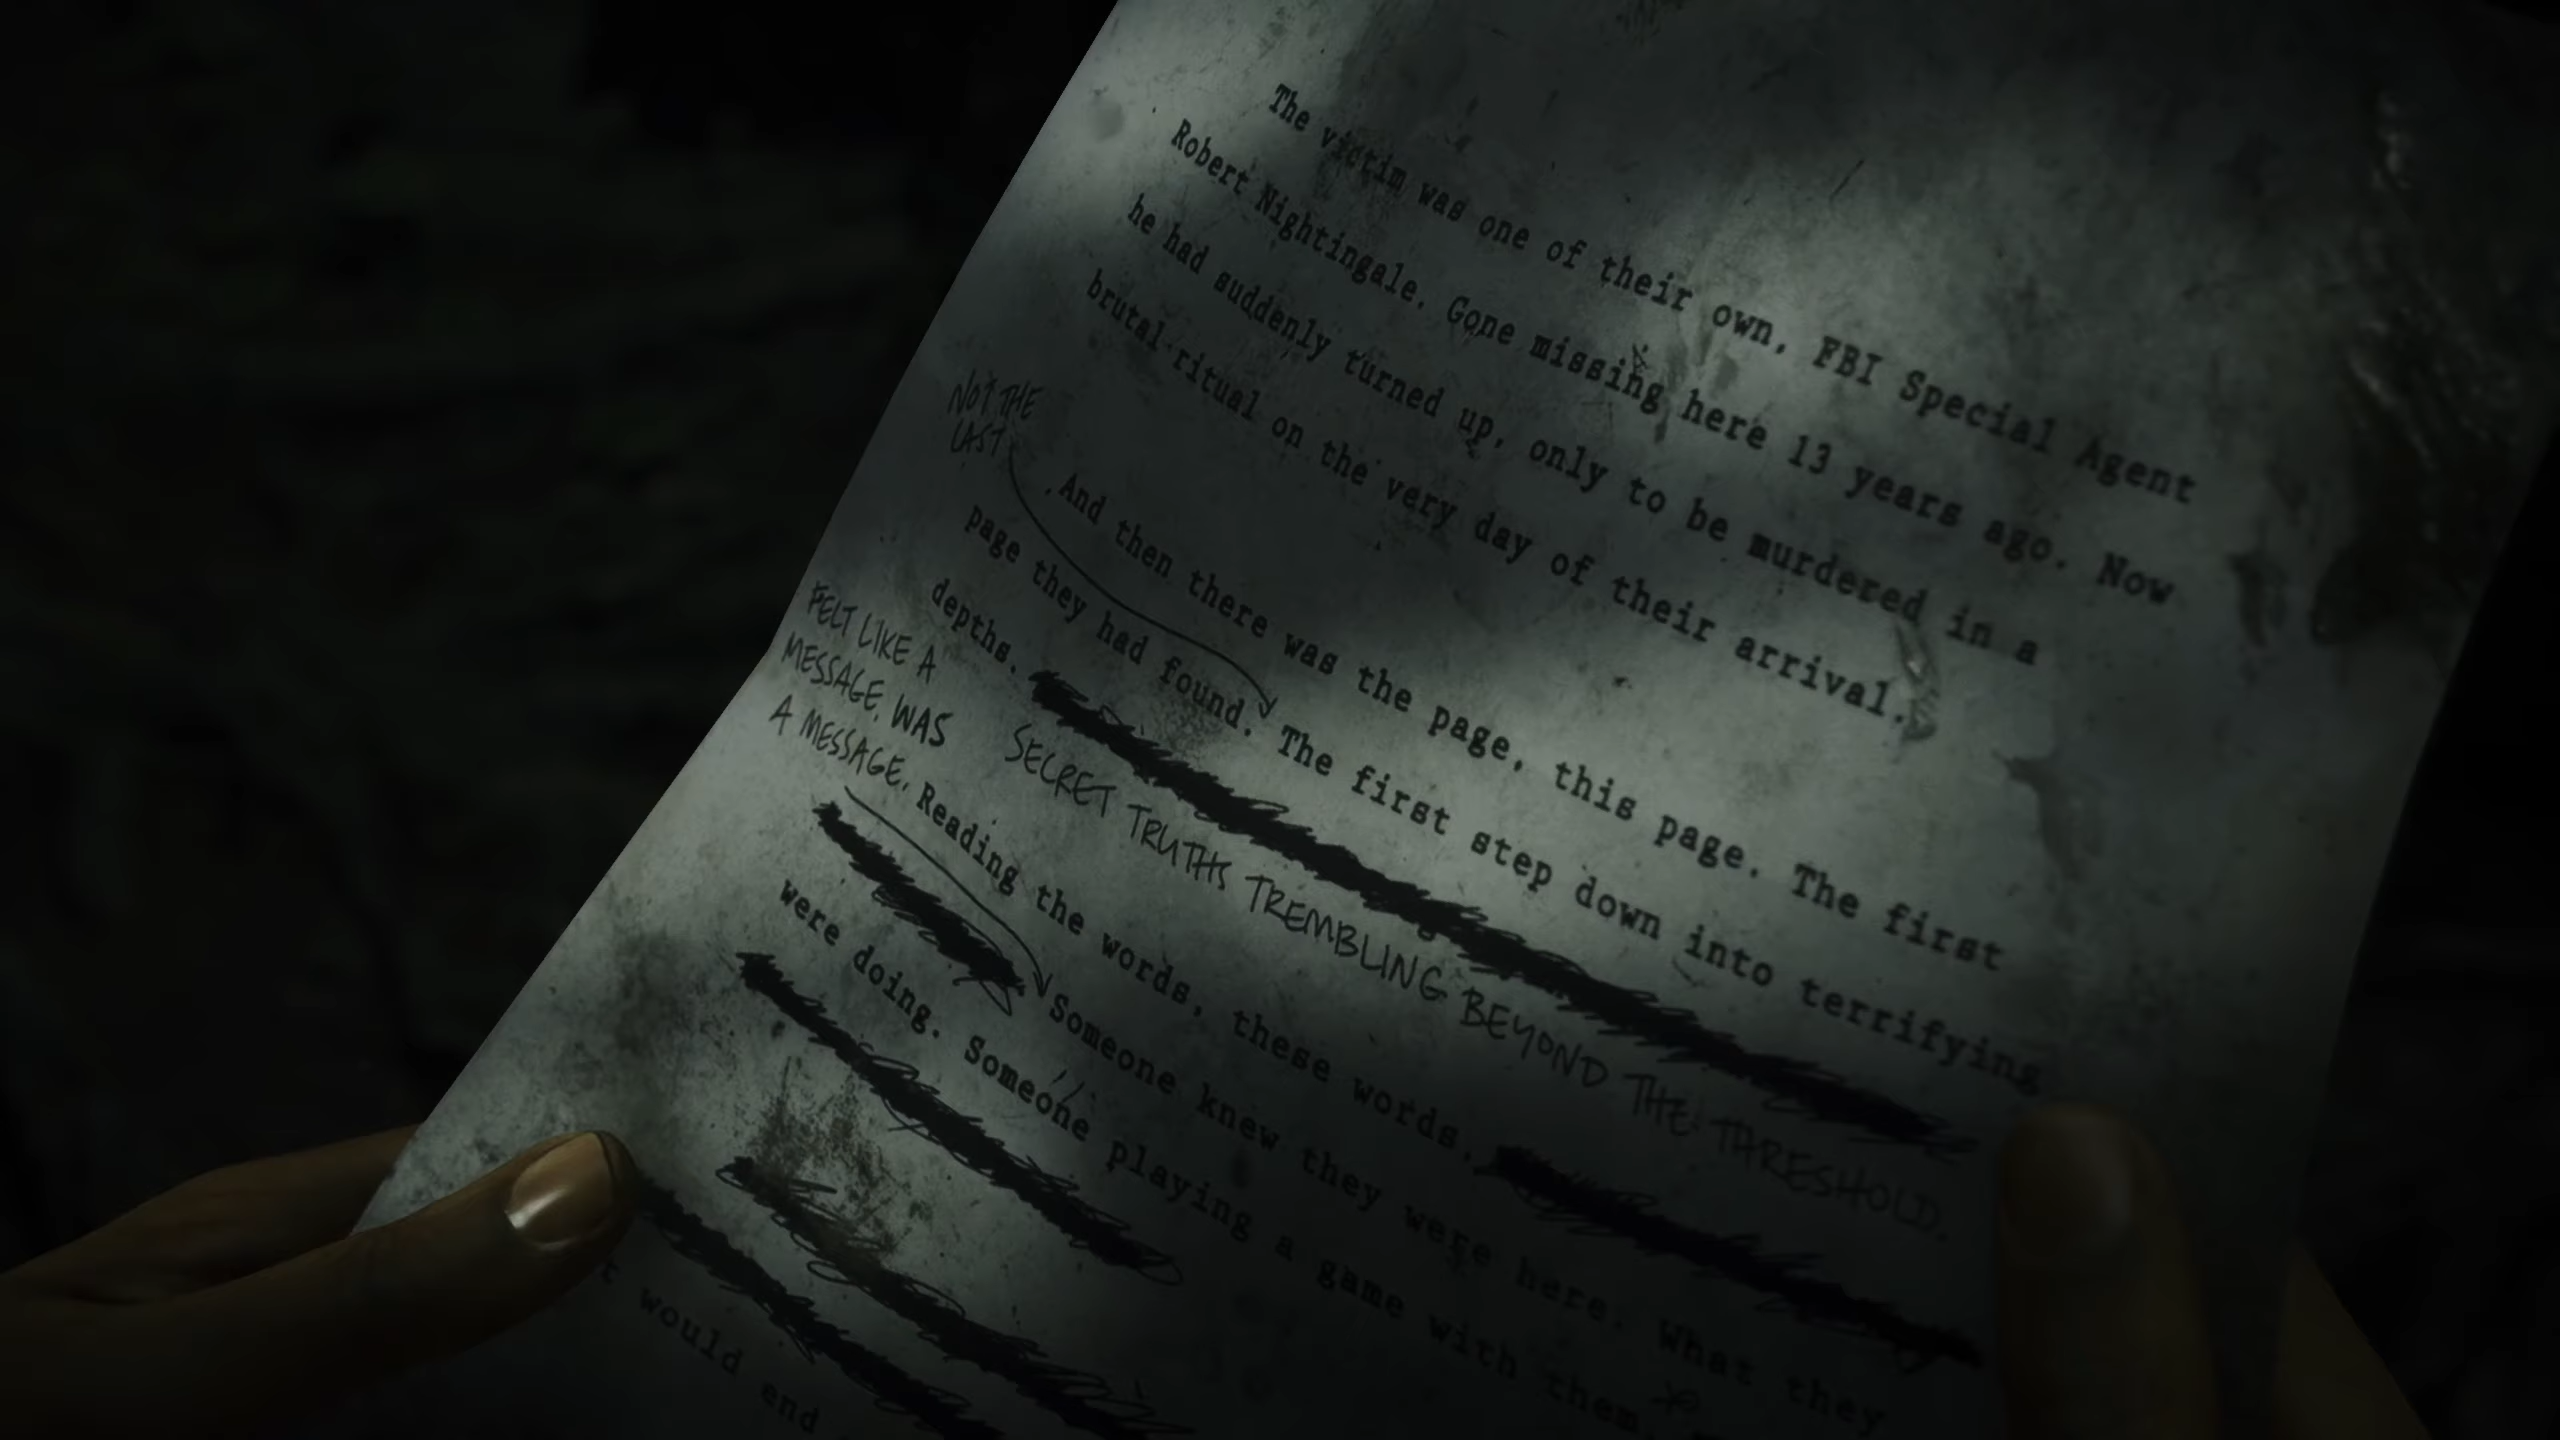 The victim was one of their own, FBI Special Agent
Robert Nightingale. Gone missing here 13 years ago. Now
he had suddenly turned up, only to be murdered in a
brutal ritual on the very day of their arrival.
NOT THE
LAST
And then there was the page, this page. The first
page they had found. The first step down into terrifying
depths.
SECRET TRUTHS TREMBLING BEYOND THE THRESHOLD.
FELT LIKE A
MESSAGE. WAS
A MESSAGE.
Reading the words, these words,
Someone knew they were here. What they
were doing. Someone playing a game with them.
would end